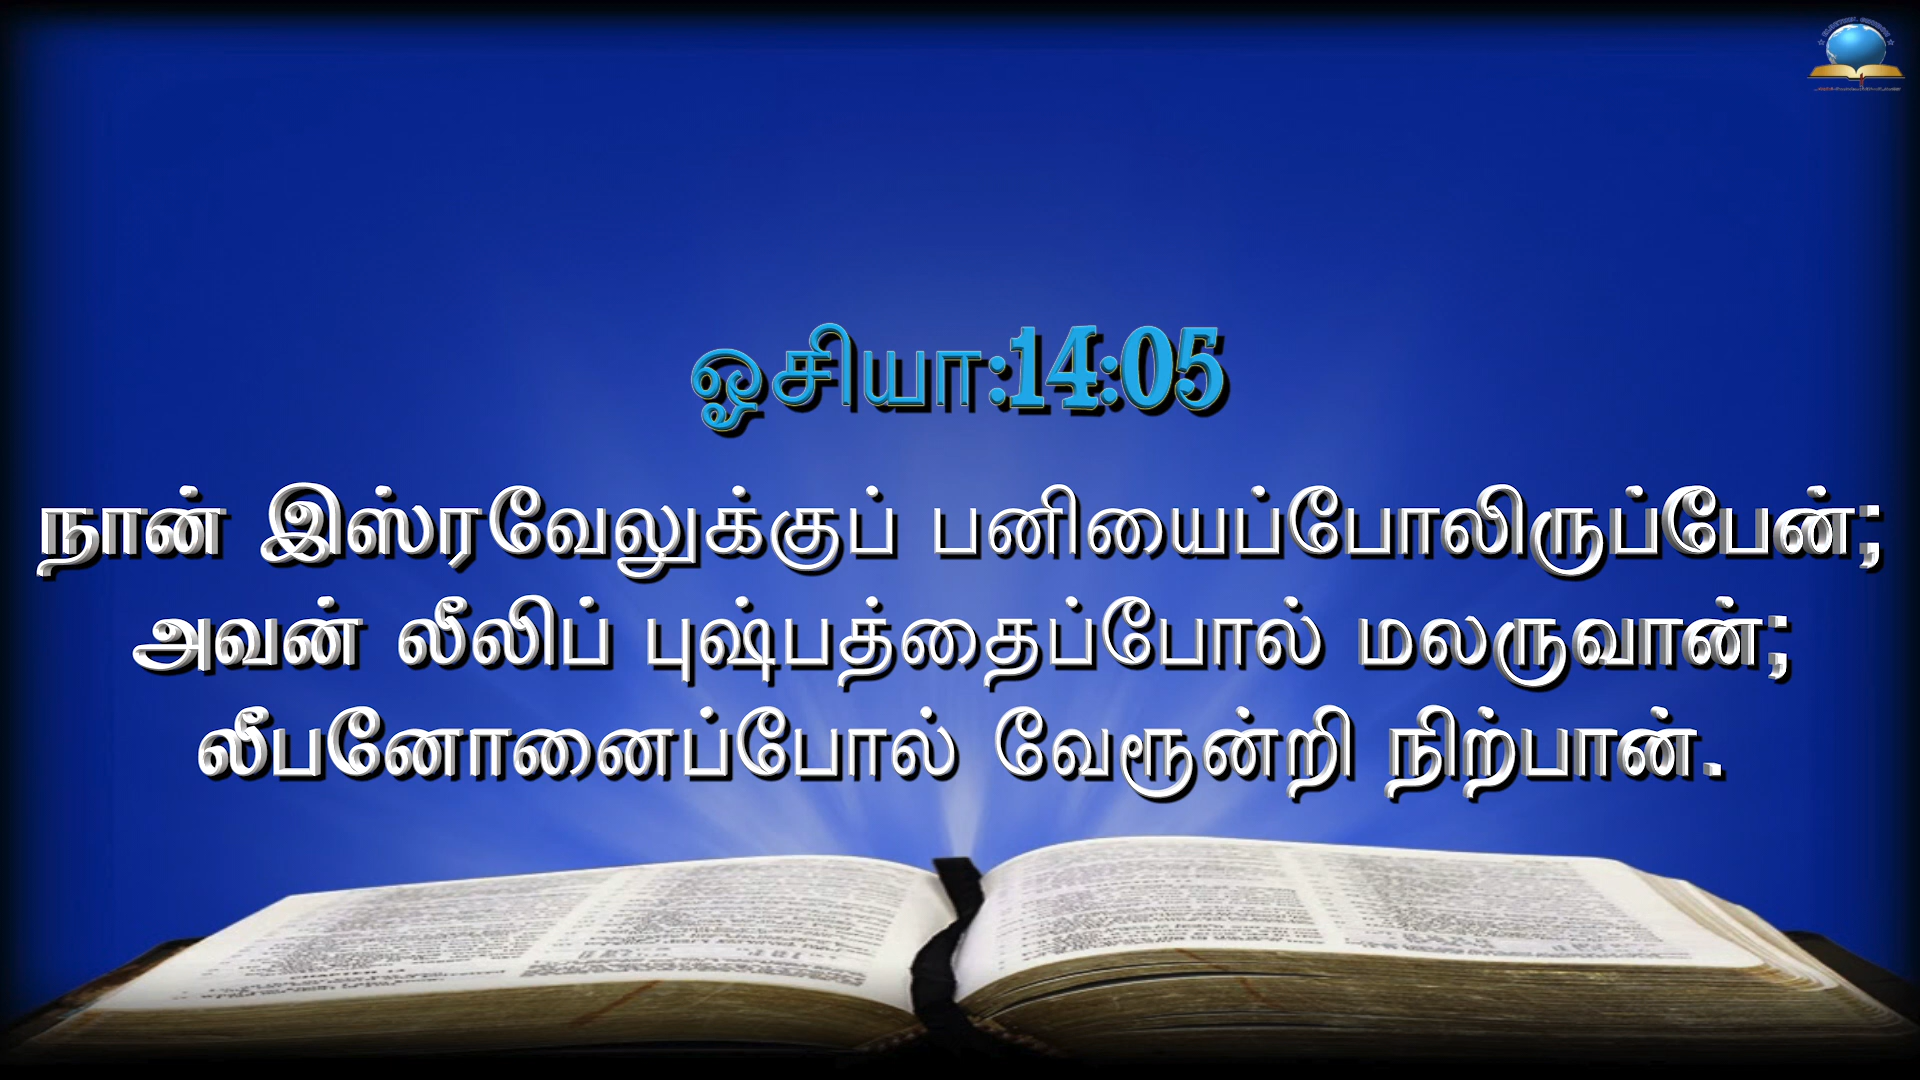 ஓசியா:14:05
நான் இஸ்ரவேலுக்குப் பனியைப்போலிருப்பேன்;
அவன் லீலிப் புஷ்பத்தைப்போல் மலருவான்;
லீபனோனைப்போல் வேரூன்றி நிற்பான்.